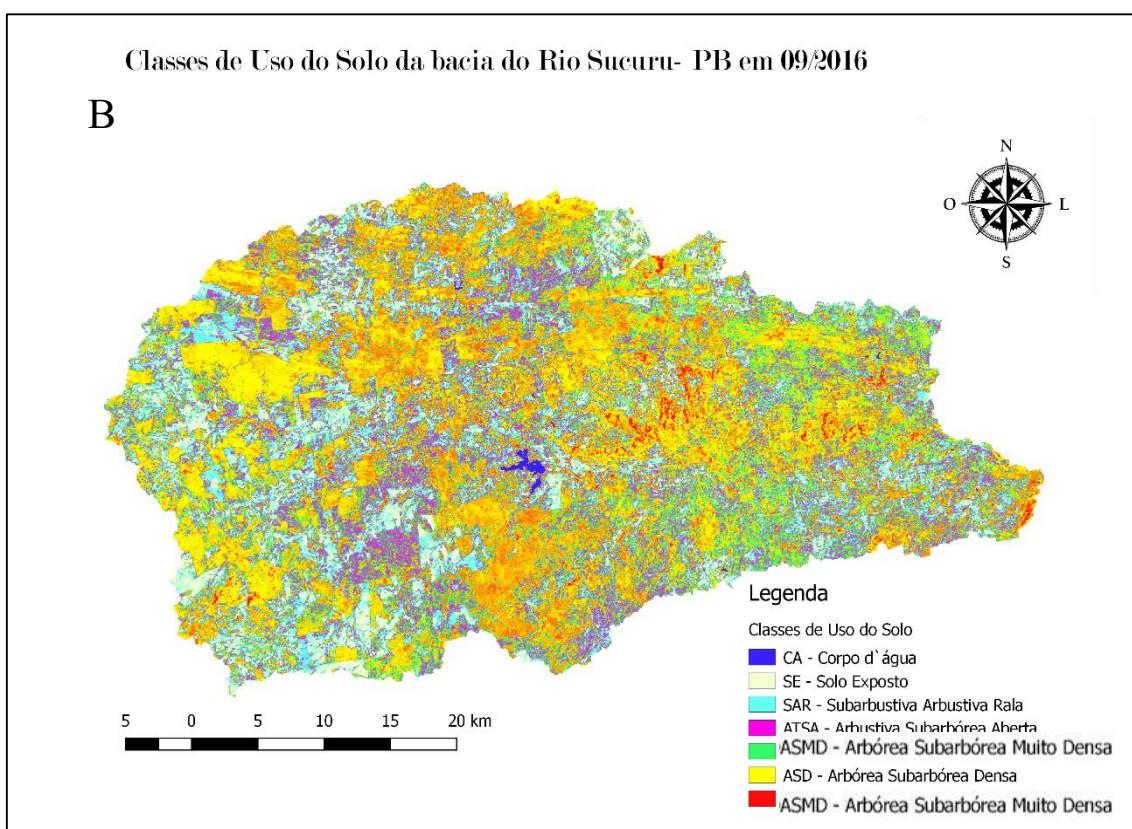 Classes de Uso do Solo da bacia do Rio Sucuru- PB em 09/2016
B
N
O L
S
Legenda
Classes de Uso do Solo
CA - Corpo d`água
SE - Solo Exposto
SAR - Subarbustiva Arbustiva Rala
ATSA - Arbustiva Subarbórea Aberta
ASMD - Arbórea Subarbórea Muito Densa
ASD - Arbórea Subarbórea Densa
ASMD - Arbórea Subarbórea Muito Densa
5 0 5 10 15 20 km